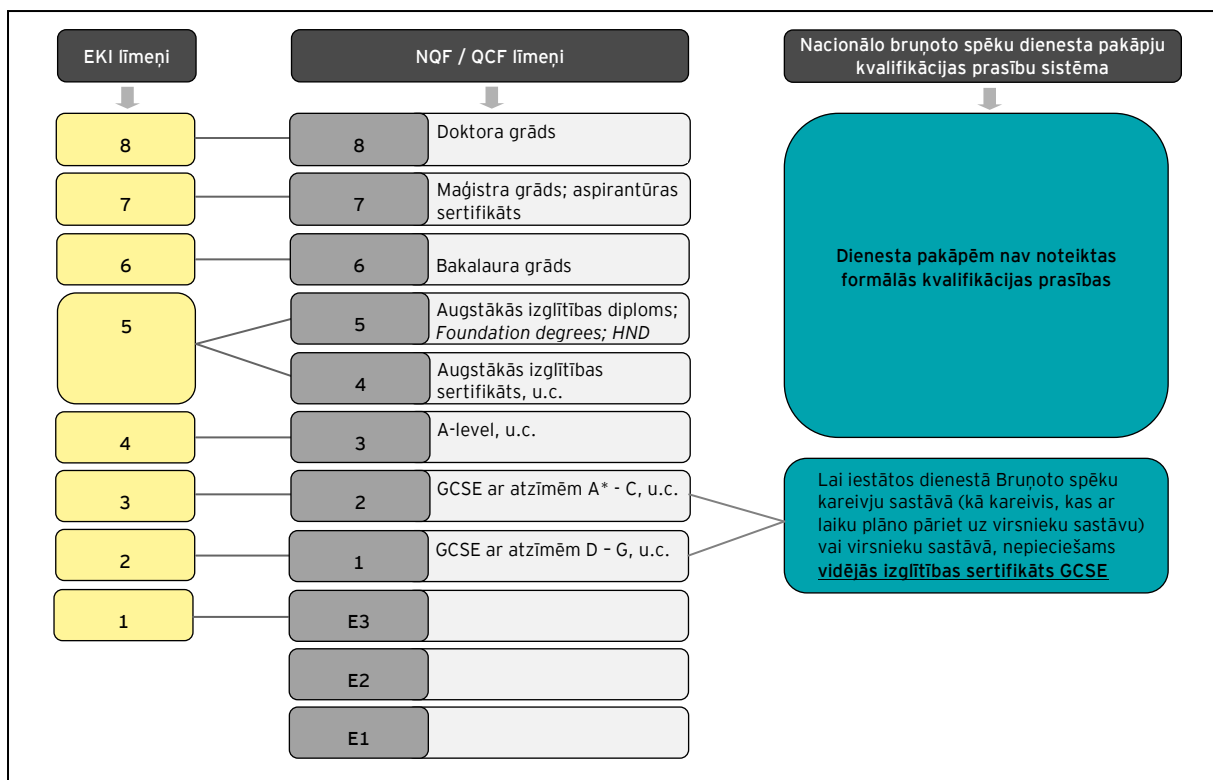 EKI līmeņi
NQF / QCF līmeņi
Nacionālo bruņoto spēku dienesta pakāpju
kvalifikācijas prasību sistēma
8
8
Doktora grāds
7
7
Maģistra grāds; aspirantūras
sertifikāts
6
6
Bakalaura grāds
5
5
Augstākās izglītības diploms;
Foundation degrees; HND
4
Augstākās izglītības
sertifikāts, u.c.
4
3
A-level, u.c.
3
2
GCSE ar atzīmēm A* - C, u.c.
2
1
GCSE ar atzīmēm D – G, u.c.
1
E3
E2
E1
Dienesta pakāpēm nav noteiktas
formālās kvalifikācijas prasības
Lai iestātos dienestā Bruņoto spēku
kareivju sastāvā (kā kareivis, kas ar
laiku plāno pāriet uz virsnieku sastāvu)
vai virsnieku sastāvā, nepieciešams
vidējās izglītības sertifikāts GCSE